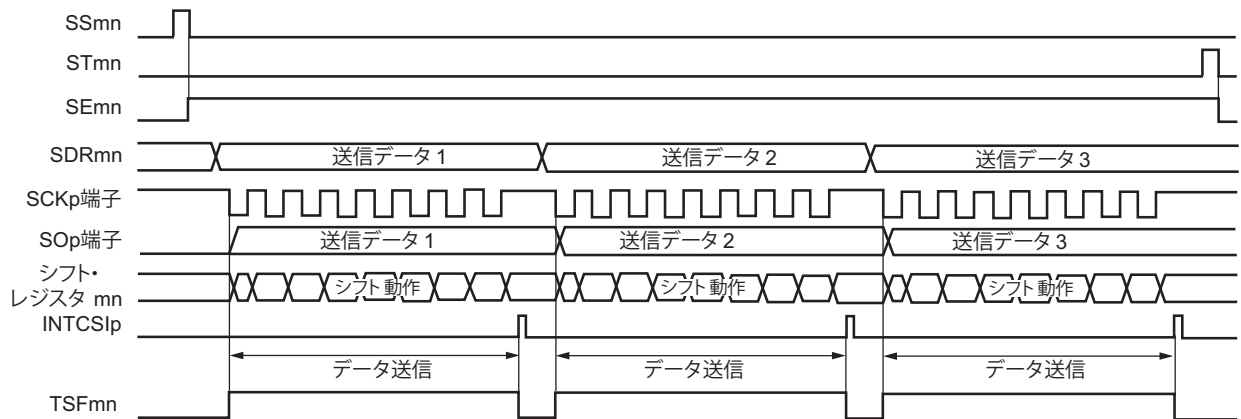 SSmn
STmn
SEmn
SDRmn 送信データ1 送信データ2 送信データ3
SCKp端子
SOp端子 送信データ1 送信データ2 送信データ3
シフト・
レジスタ mn シフト動作 シフト動作 シフト動作
INTCSIp
データ送信 データ送信 データ送信
TSFmn